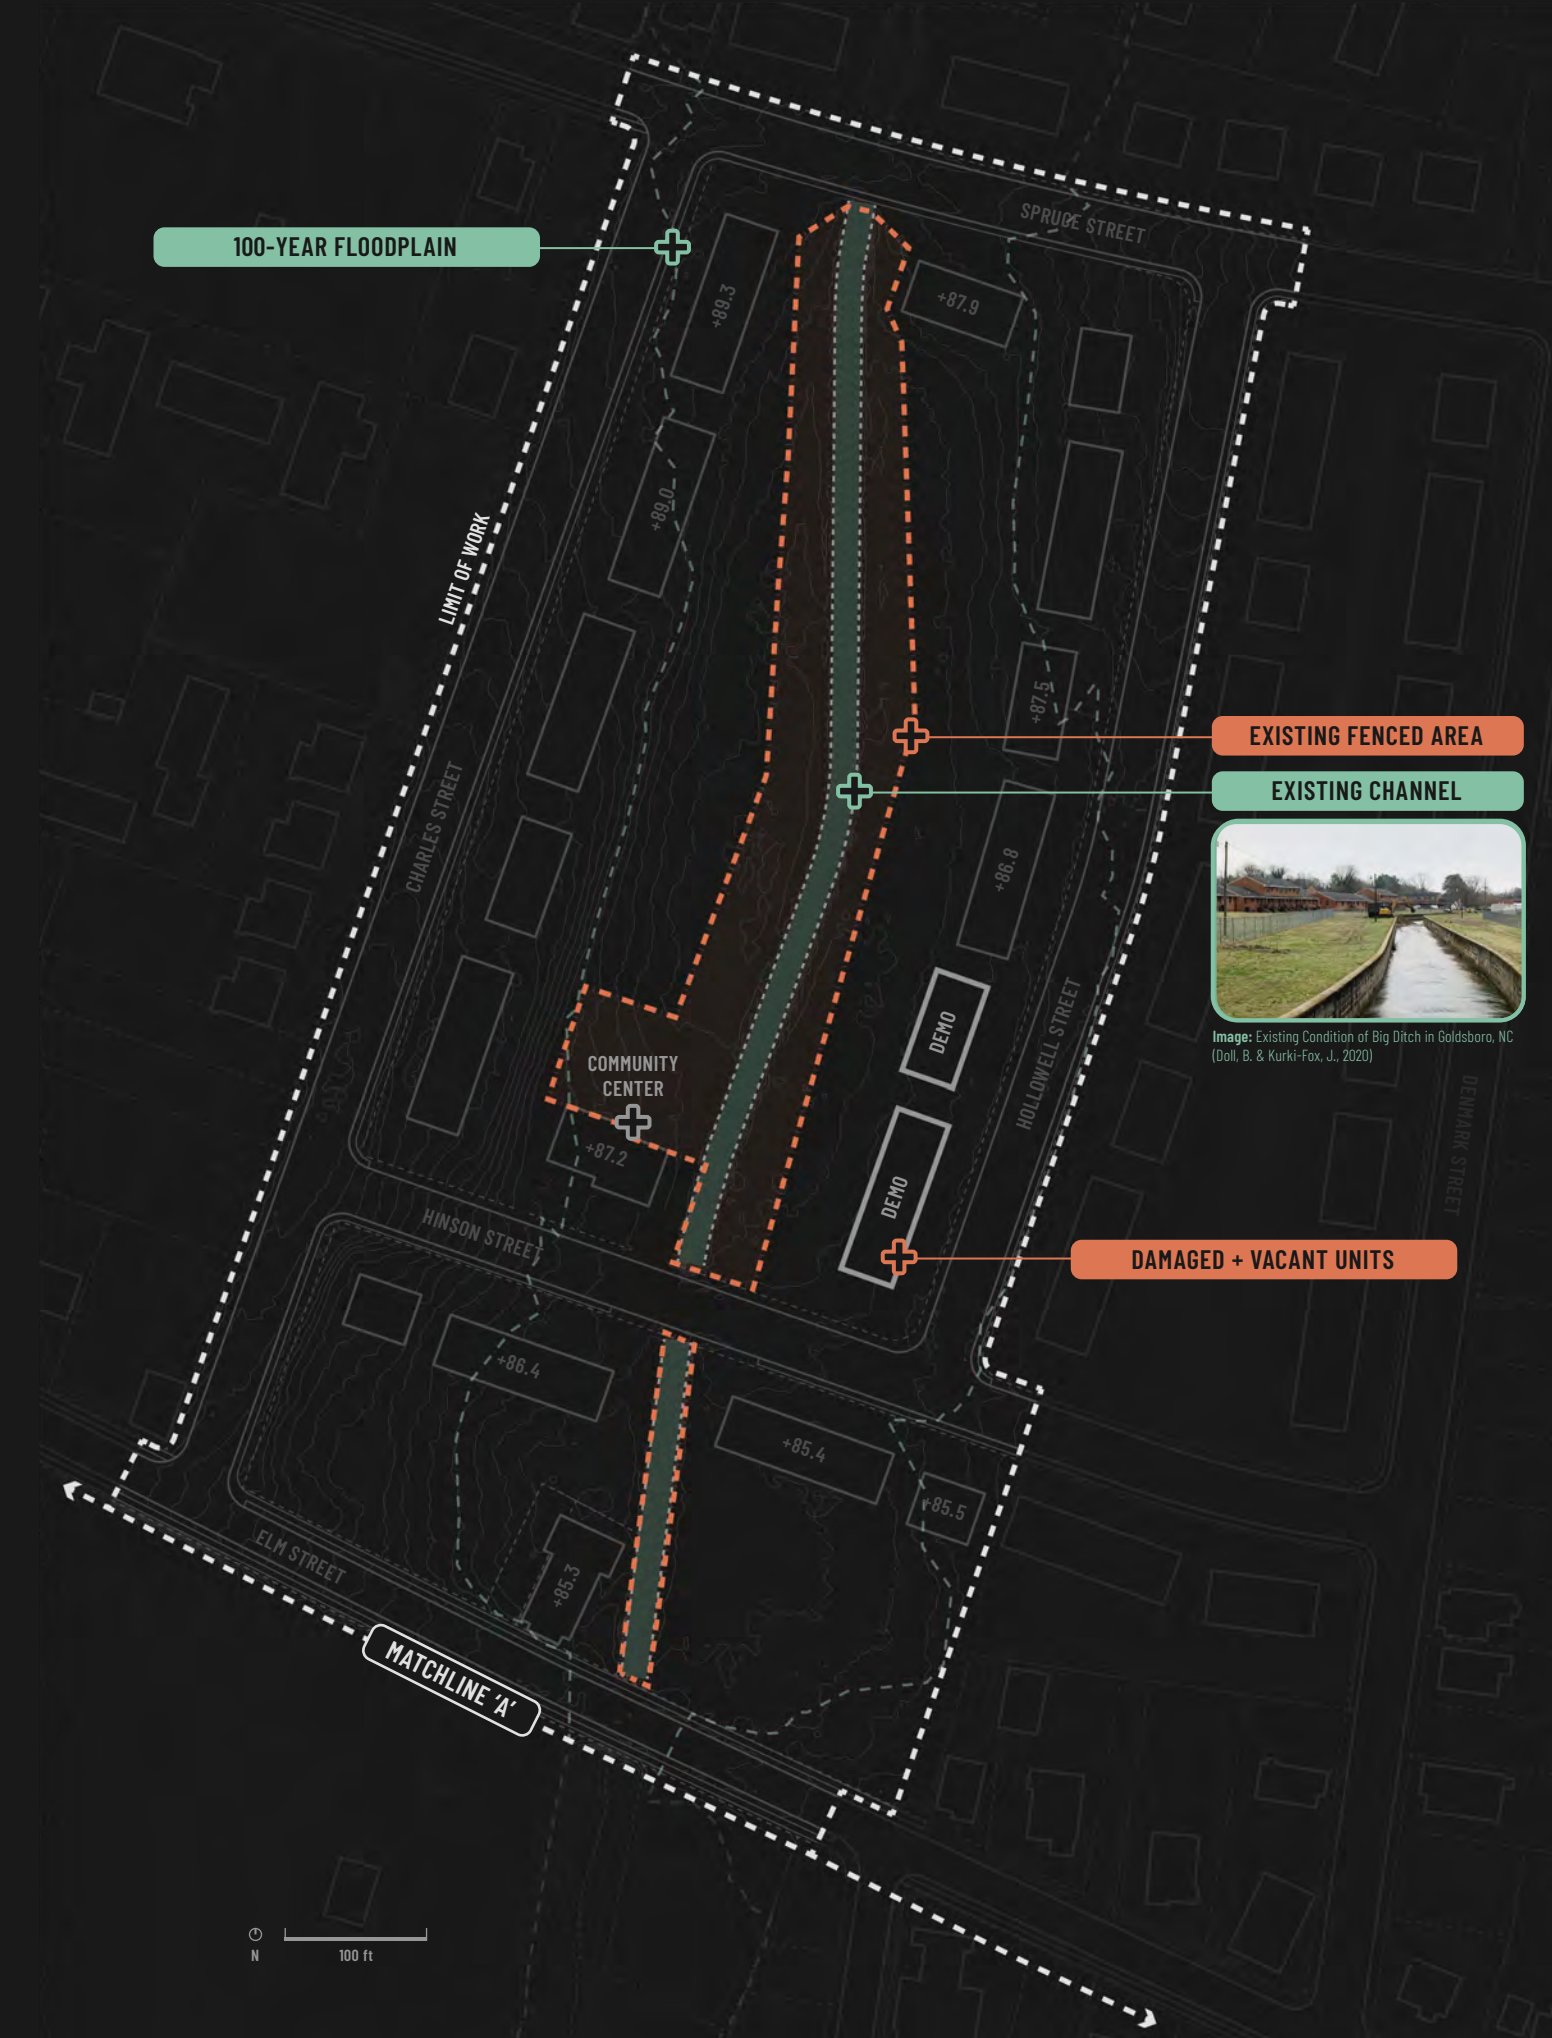 SPRUCE STREET
100-YEAR FLOODPLAIN
+89.3
+87.9
+89.0
LIMIT OF WORK
+87.5
EXISTING FENCED AREA
EXISTING CHANNEL
CHARLES STREET
+86.8
DEMO
HOLLOWELL STREET
Image: Existing Condition of Big Ditch in Goldsboro, NC
(Doll, B. & Kurki-Fox, J., 2020)
COMMUNITY
CENTER
+87.2
DENMARK STREET
DEMO
HINSON STREET
DAMAGED + VACANT UNITS
+86.4
+85.4
+85.5
ELM STREET
+85.3
MATCHLINE 'A'
N
100 ft